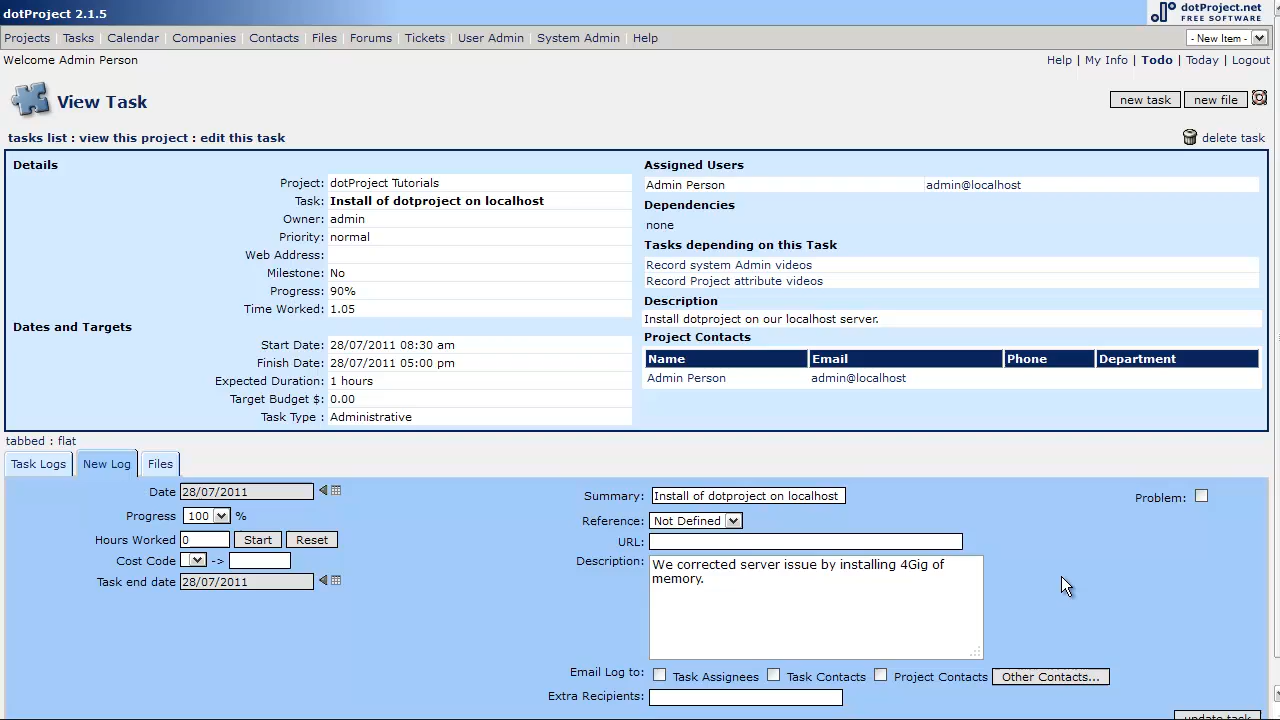 dotProject 2.1.5
dotProject.net
FREE SOFTWARE
Projects Tasks Calendar Companies Contacts Files Forums Tickets User Admin System Admin Help - New Item -
Welcome Admin Person Help | My Info | Todo | Today | Logout
View Task new task new file
tasks list : view this project : edit this task delete task
Details
Project: dotProject Tutorials
Task: Install of dotproject on localhost
Owner: admin
Priority: normal
Web Address:
Milestone: No
Progress: 90%
Time Worked: 1.05
Dates and Targets
Start Date: 28/07/2011 08:30 am
Finish Date: 28/07/2011 05:00 pm
Expected Duration: 1 hours
Target Budget $: 0.00
Task Type : Administrative
Assigned Users
Admin Person admin@localhost
Dependencies
none
Tasks depending on this Task
Record system Admin videos
Record Project attribute videos
Description
Install dotproject on our localhost server.
Project Contacts
Name Email Phone Department
Admin Person admin@localhost
tabbed : flat
Task Logs New Log Files
Date 28/07/2011
Progress 100 %
Hours Worked 0 Start Reset
Cost Code ->
Task end date 28/07/2011
Summary: Install of dotproject on localhost
Problem:
Reference: Not Defined
URL:
Description: We corrected server issue by installing 4Gig of
memory.
Email Log to: Task Assignees Task Contacts Project Contacts Other Contacts...
Extra Recipients:
update task